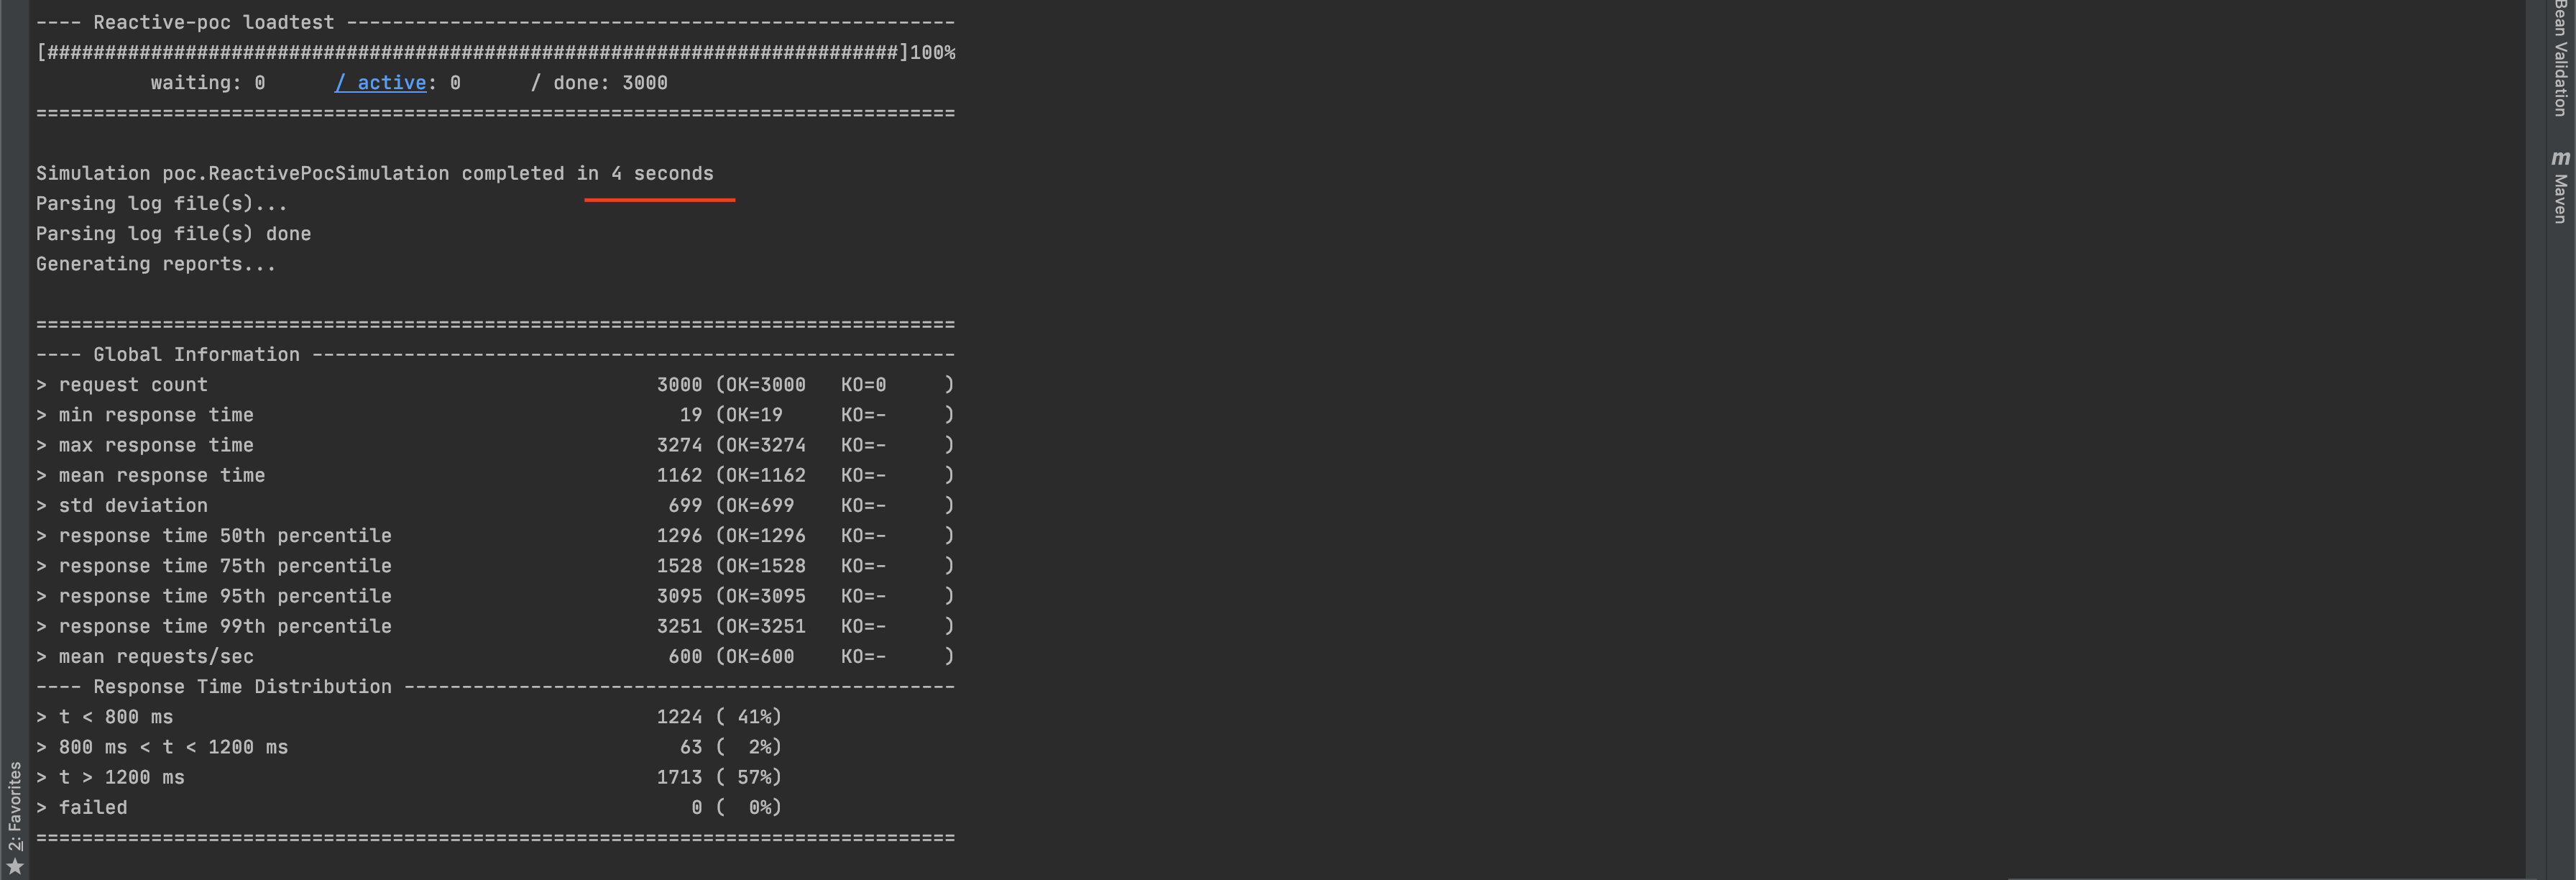 ---- Reactive-poc loadtest -----------------------------------------------------
[##########################################################################]100%
          waiting: 0      / active: 0      / done: 3000
================================================================================
Simulation poc.ReactivePocSimulation completed in 4 seconds
Parsing log file(s)...
Parsing log file(s) done
Generating reports...
================================================================================
---- Global Information --------------------------------------------------------
> request count                                       3000 (OK=3000   KO=0     )
> min response time                                     19 (OK=19     KO=-     )
> max response time                                   3274 (OK=3274   KO=-     )
> mean response time                                  1162 (OK=1162   KO=-     )
> std deviation                                        699 (OK=699    KO=-     )
> response time 50th percentile                       1296 (OK=1296   KO=-     )
> response time 75th percentile                       1528 (OK=1528   KO=-     )
> response time 95th percentile                       3095 (OK=3095   KO=-     )
> response time 99th percentile                       3251 (OK=3251   KO=-     )
> mean requests/sec                                    600 (OK=600    KO=-     )
---- Response Time Distribution ------------------------------------------------
> t < 800 ms                                          1224 ( 41%)
> 800 ms < t < 1200 ms                                  63 (  2%)
> t > 1200 ms                                         1713 ( 57%)
> failed                                                 0 (  0%)
================================================================================
2: Favorites
Bean Validation
m Maven